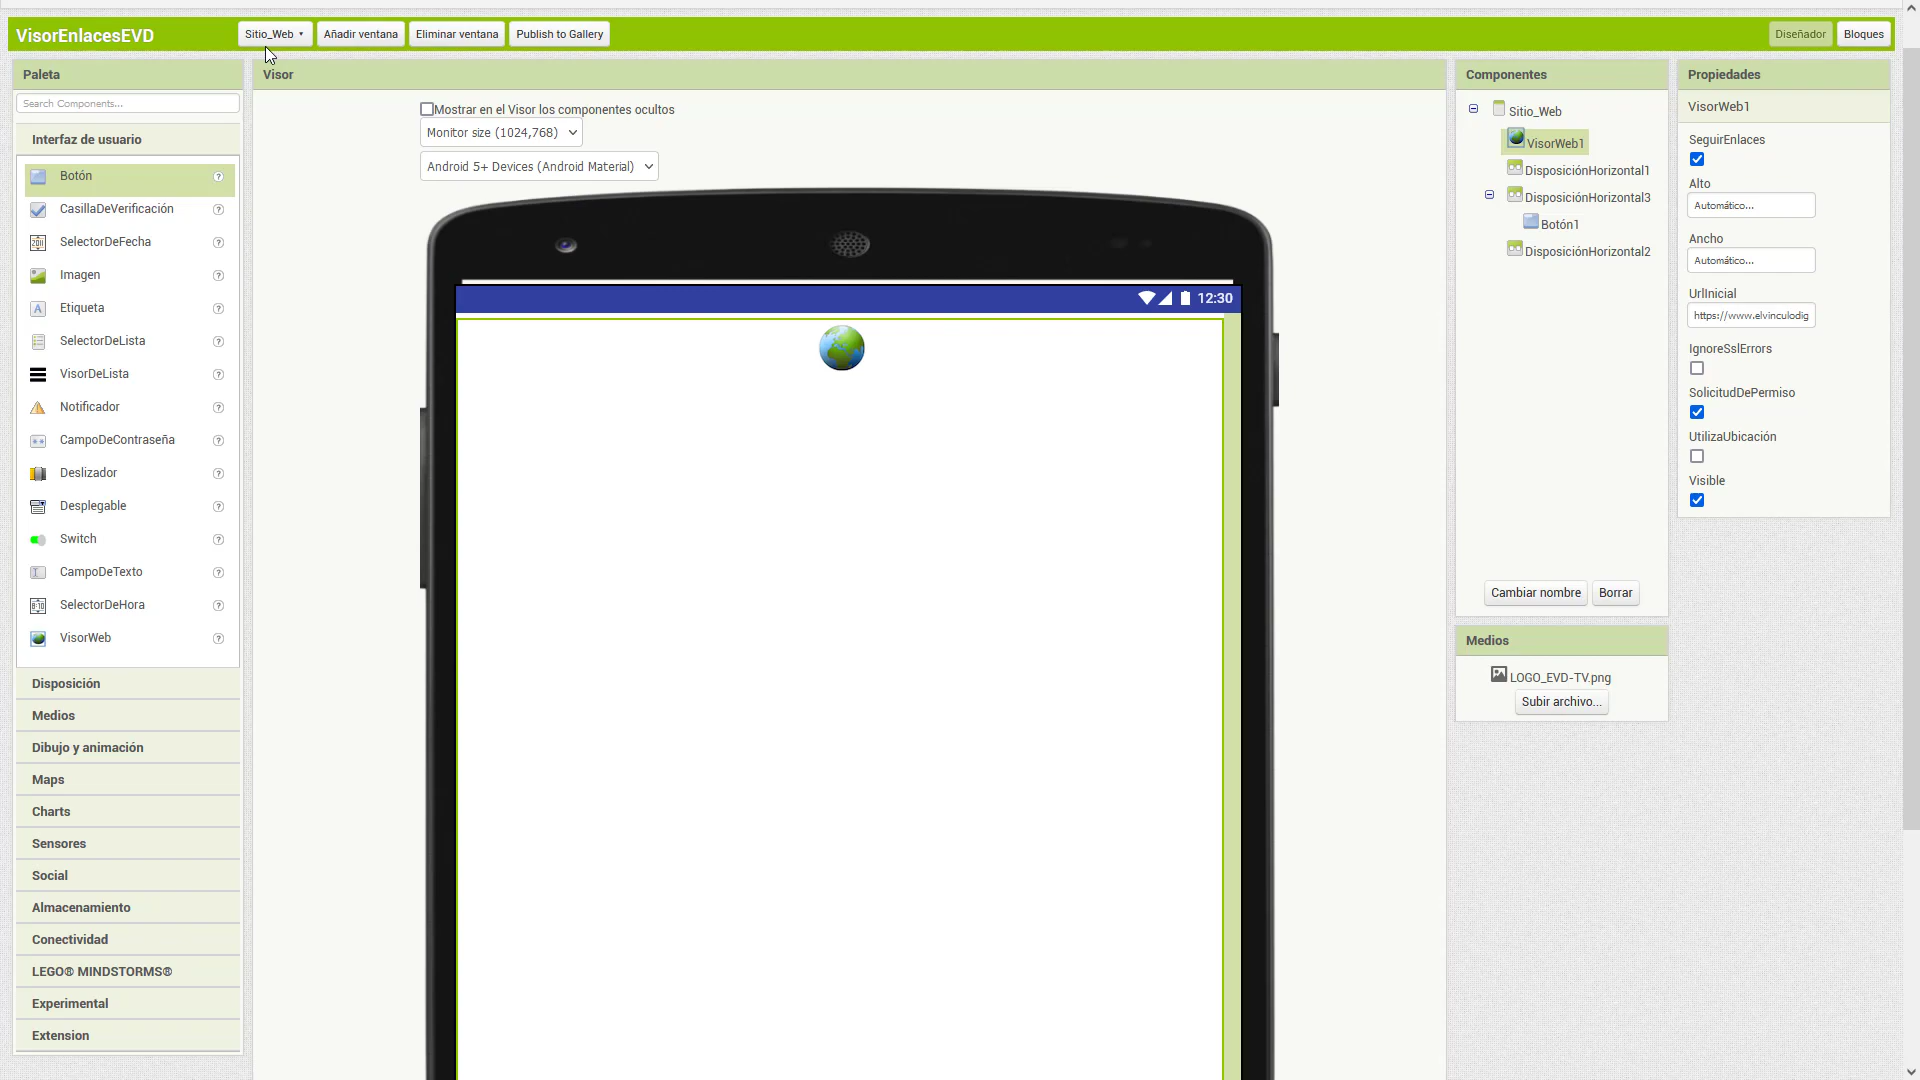 VisorEnlacesEVD
Sitio_Web
Añadir ventana
Eliminar ventana
Publish to Gallery
Diseñador
Bloques
Paleta
Search Components...
Interfaz de usuario
Botón
CasillaDeVerificación
SelectorDeFecha
Imagen
Etiqueta
SelectorDeLista
VisorDeLista
Notificador
CampoDeContraseña
Deslizador
Desplegable
Switch
CampoDeTexto
SelectorDeHora
VisorWeb
Disposición
Medios
Dibujo y animación
Maps
Charts
Sensores
Social
Almacenamiento
Conectividad
LEGO® MINDSTORMS®
Experimental
Extension
Visor
Mostrar en el Visor los componentes ocultos
Monitor size (1024,768)
Android 5+ Devices (Android Material)
12:30
Componentes
Sitio_Web
VisorWeb1
DisposiciónHorizontal1
DisposiciónHorizontal3
Botón1
DisposiciónHorizontal2
Cambiar nombre
Borrar
Medios
LOGO_EVD-TV.png
Subir archivo...
Propiedades
VisorWeb1
SeguirEnlaces
Alto
Automático...
Ancho
Automático...
UrlInicial
https://www.elvinculodig
IgnoreSslErrors
SolicitudDePermiso
UtilizaUbicación
Visible